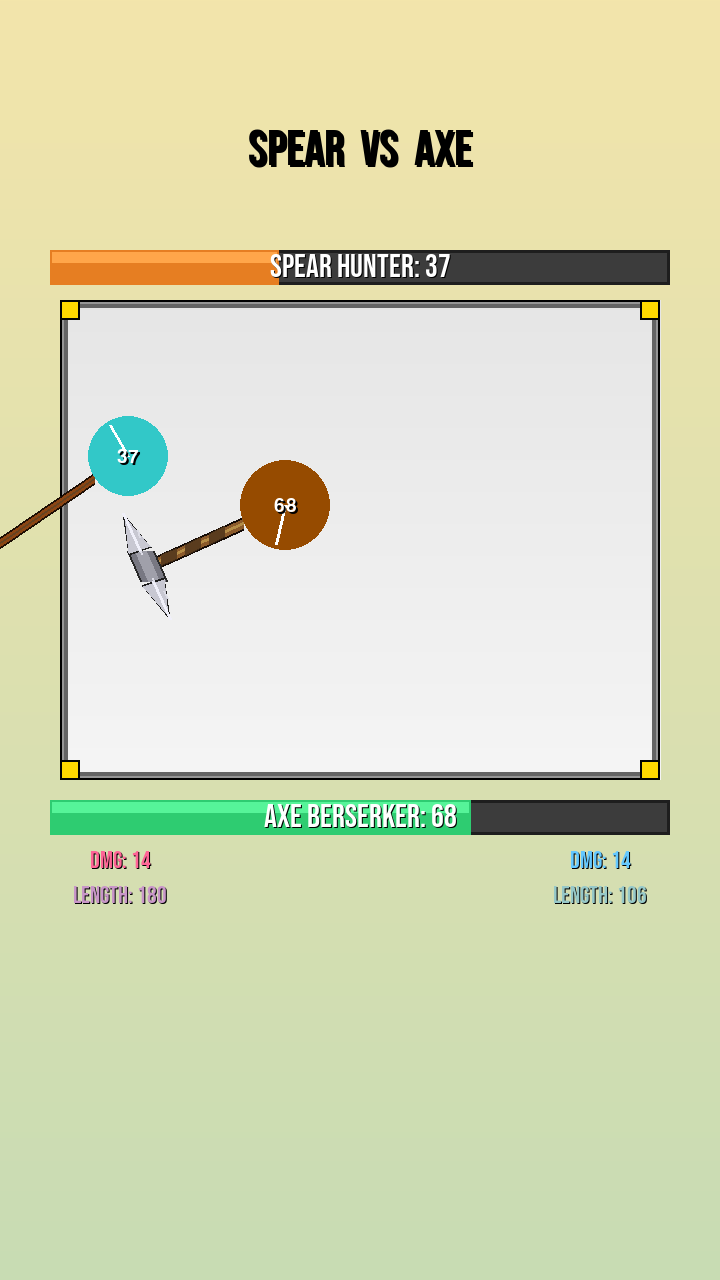 SPEAR VS AXE
SPEAR HUNTER: 37
37
68
AXE BERSERKER: 68
DMG: 14
DMG: 14
LENGTH: 180
LENGTH: 106